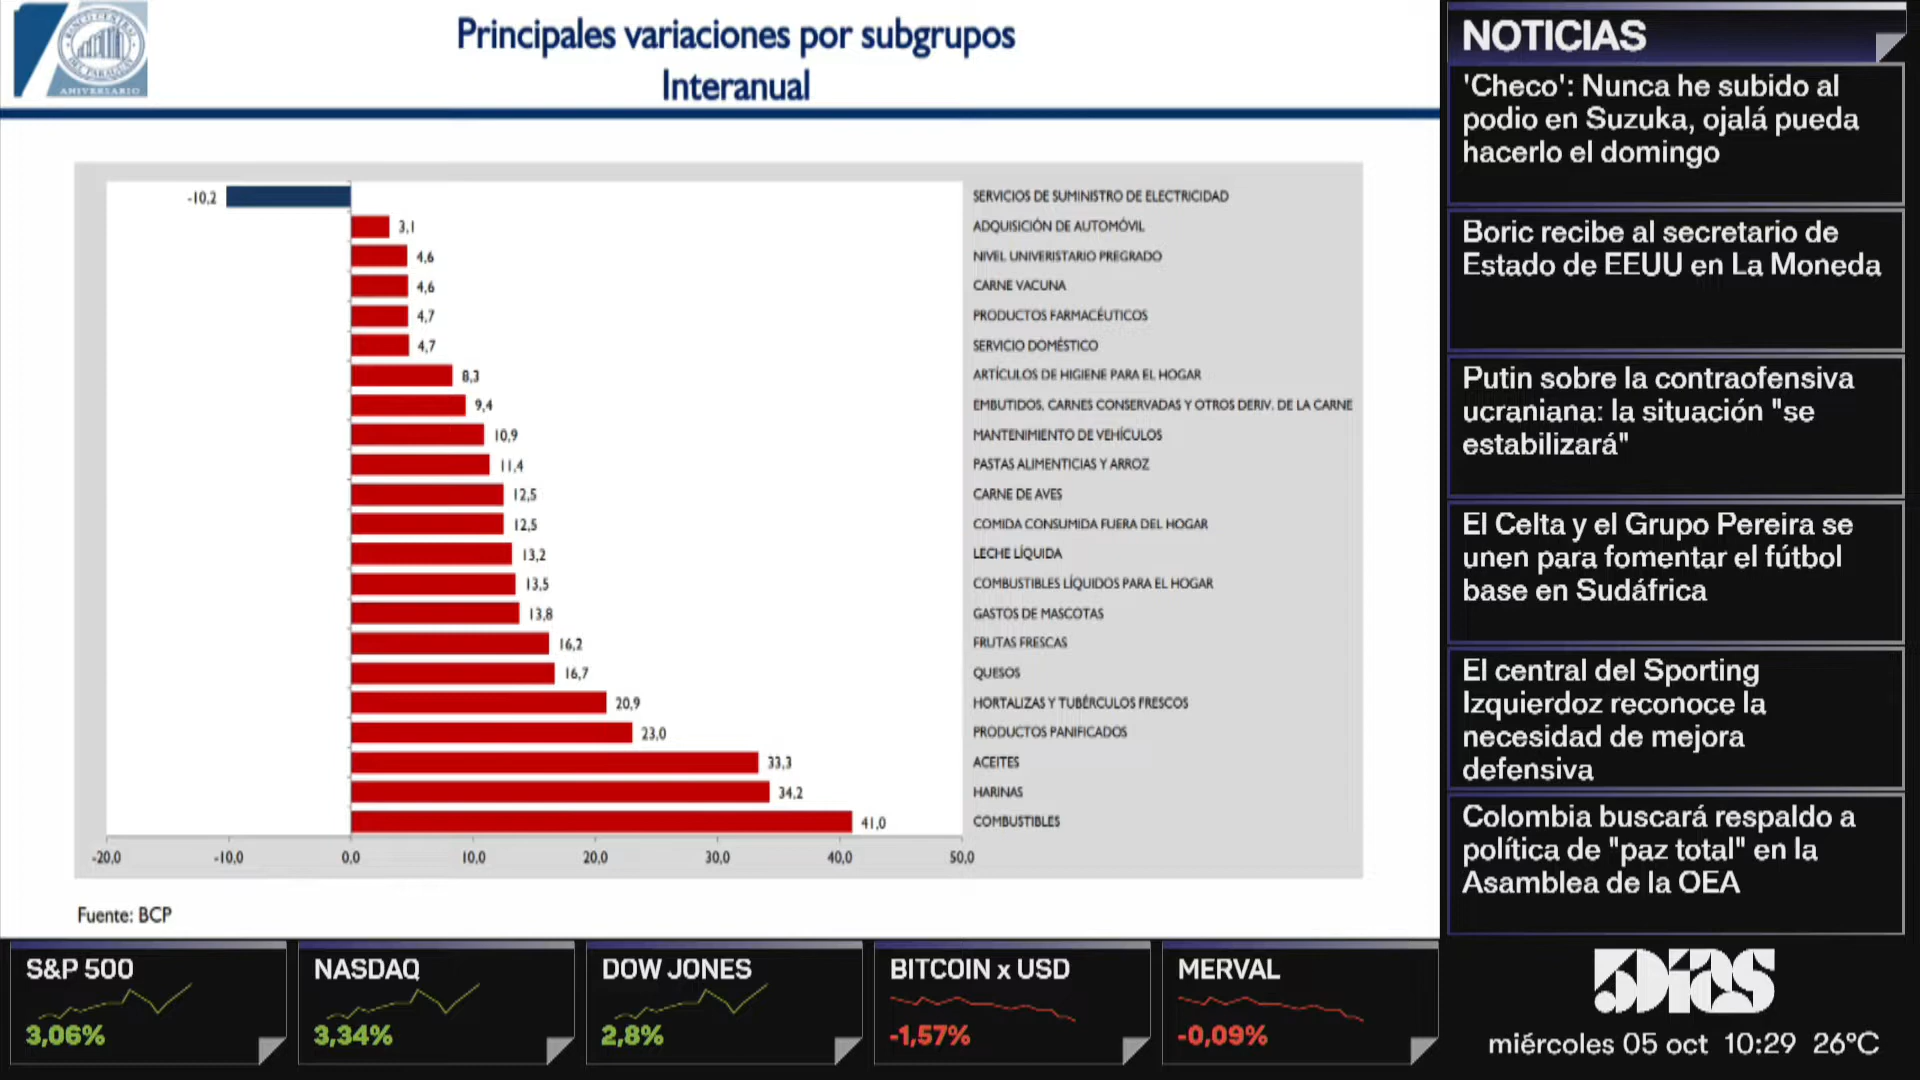 BANCO CENTRAL
DEL PARAGUAY
ANIVERSARIO
Principales variaciones por subgrupos
Interanual
-10,2 SERVICIOS DE SUMINISTRO DE ELECTRICIDAD
3,1 ADQUISICIÓN DE AUTOMÓVIL
4,6 NIVEL UNIVERISTARIO PREGRADO
4,6 CARNE VACUNA
4,7 PRODUCTOS FARMACÉUTICOS
4,7 SERVICIO DOMÉSTICO
8,3 ARTÍCULOS DE HIGIENE PARA EL HOGAR
9,4 EMBUTIDOS, CARNES CONSERVADAS Y OTROS DERIV. DE LA CARNE
10,9 MANTENIMIENTO DE VEHÍCULOS
11,4 PASTAS ALIMENTICIAS Y ARROZ
12,5 CARNE DE AVES
12,5 COMIDA CONSUMIDA FUERA DEL HOGAR
13,2 LECHE LÍQUIDA
13,5 COMBUSTIBLES LÍQUIDOS PARA EL HOGAR
13,8 GASTOS DE MASCOTAS
16,2 FRUTAS FRESCAS
16,7 QUESOS
20,9 HORTALIZAS Y TUBÉRCULOS FRESCOS
23,0 PRODUCTOS PANIFICADOS
33,3 ACEITES
34,2 HARINAS
41,0 COMBUSTIBLES
-20,0 -10,0 0,0 10,0 20,0 30,0 40,0 50,0
Fuente: BCP
NOTICIAS
'Checo': Nunca he subido al
podio en Suzuka, ojalá pueda
hacerlo el domingo
Boric recibe al secretario de
Estado de EEUU en La Moneda
Putin sobre la contraofensiva
ucraniana: la situación "se
estabilizará"
El Celta y el Grupo Pereira se
unen para fomentar el fútbol
base en Sudáfrica
El central del Sporting
Izquierdoz reconoce la
necesidad de mejora
defensiva
Colombia buscará respaldo a
política de "paz total" en la
Asamblea de la OEA
S&P 500
3,06%
NASDAQ
3,34%
DOW JONES
2,8%
BITCOIN x USD
-1,57%
MERVAL
-0,09%
5DIAS
miércoles 05 oct 10:29 26°C